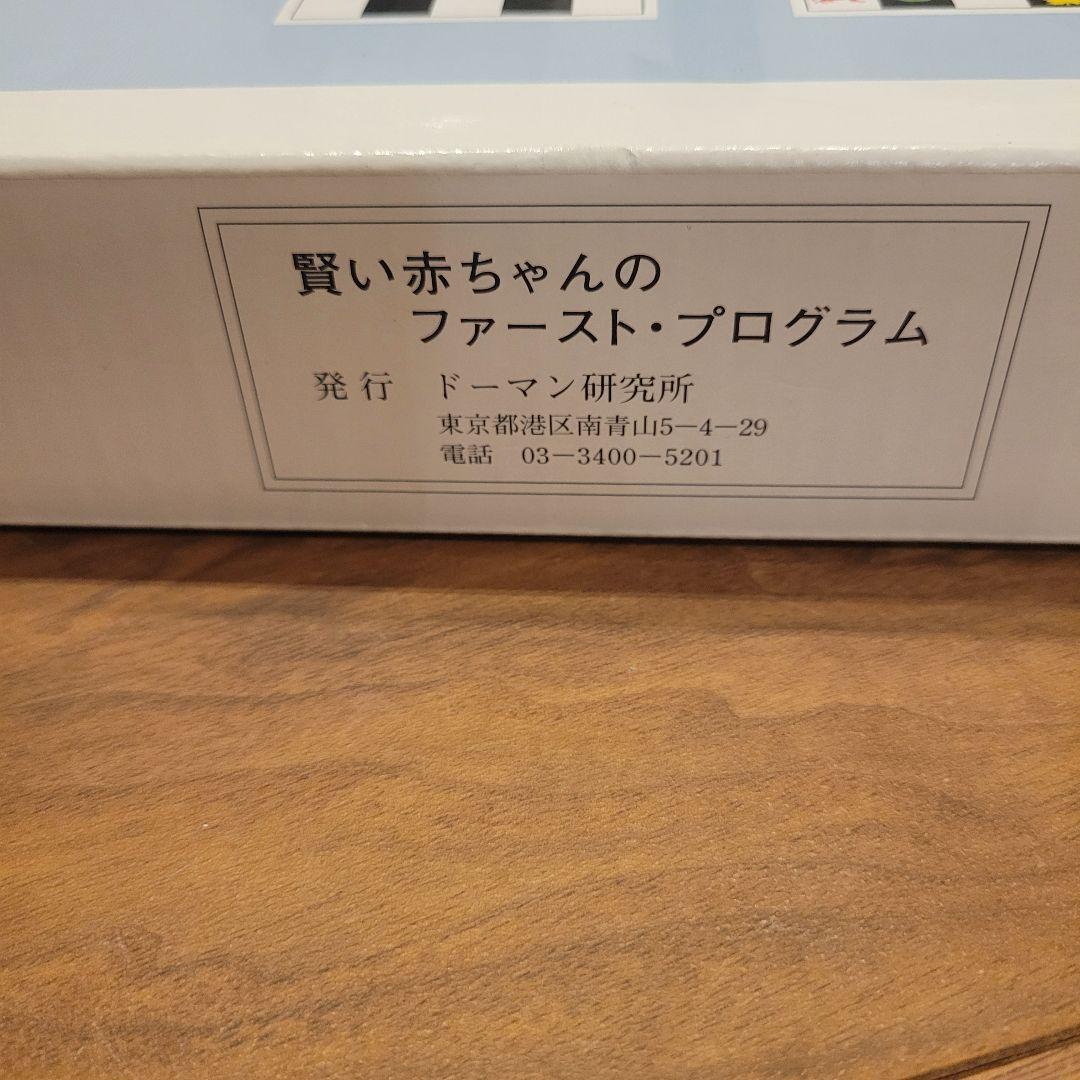 賢い赤ちゃんの
ファースト・プログラム
発行　ドーマン研究所
東京都港区南青山5－4－29
電話　03－3400－5201